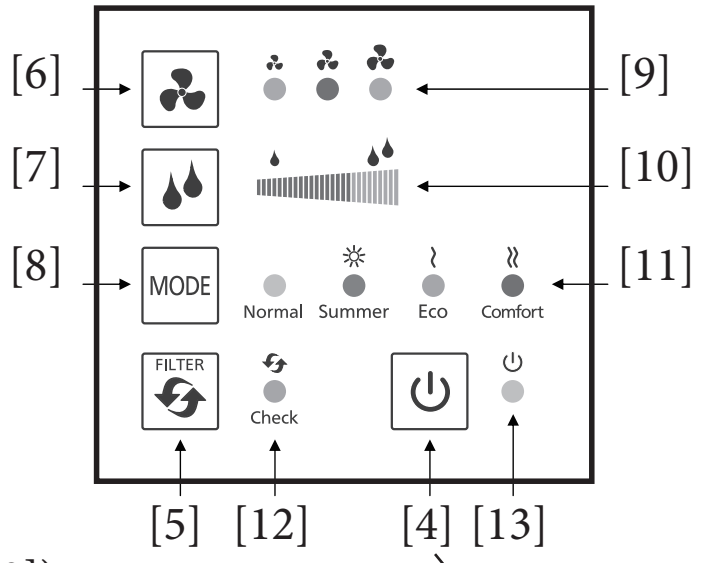 [6] [9]
[7] [10]
[8] MODE [11]
Normal Summer Eco Comfort
FILTER
Check
[5] [12] [4] [13]